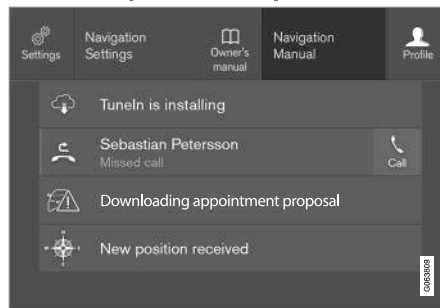 Settings
Navigation
Settings
Owner's
manual
Navigation
Manual
Profile
TuneIn is installing
Sebastian Petersson
Missed call
Call
Downloading appointment proposal
New position received
G063809